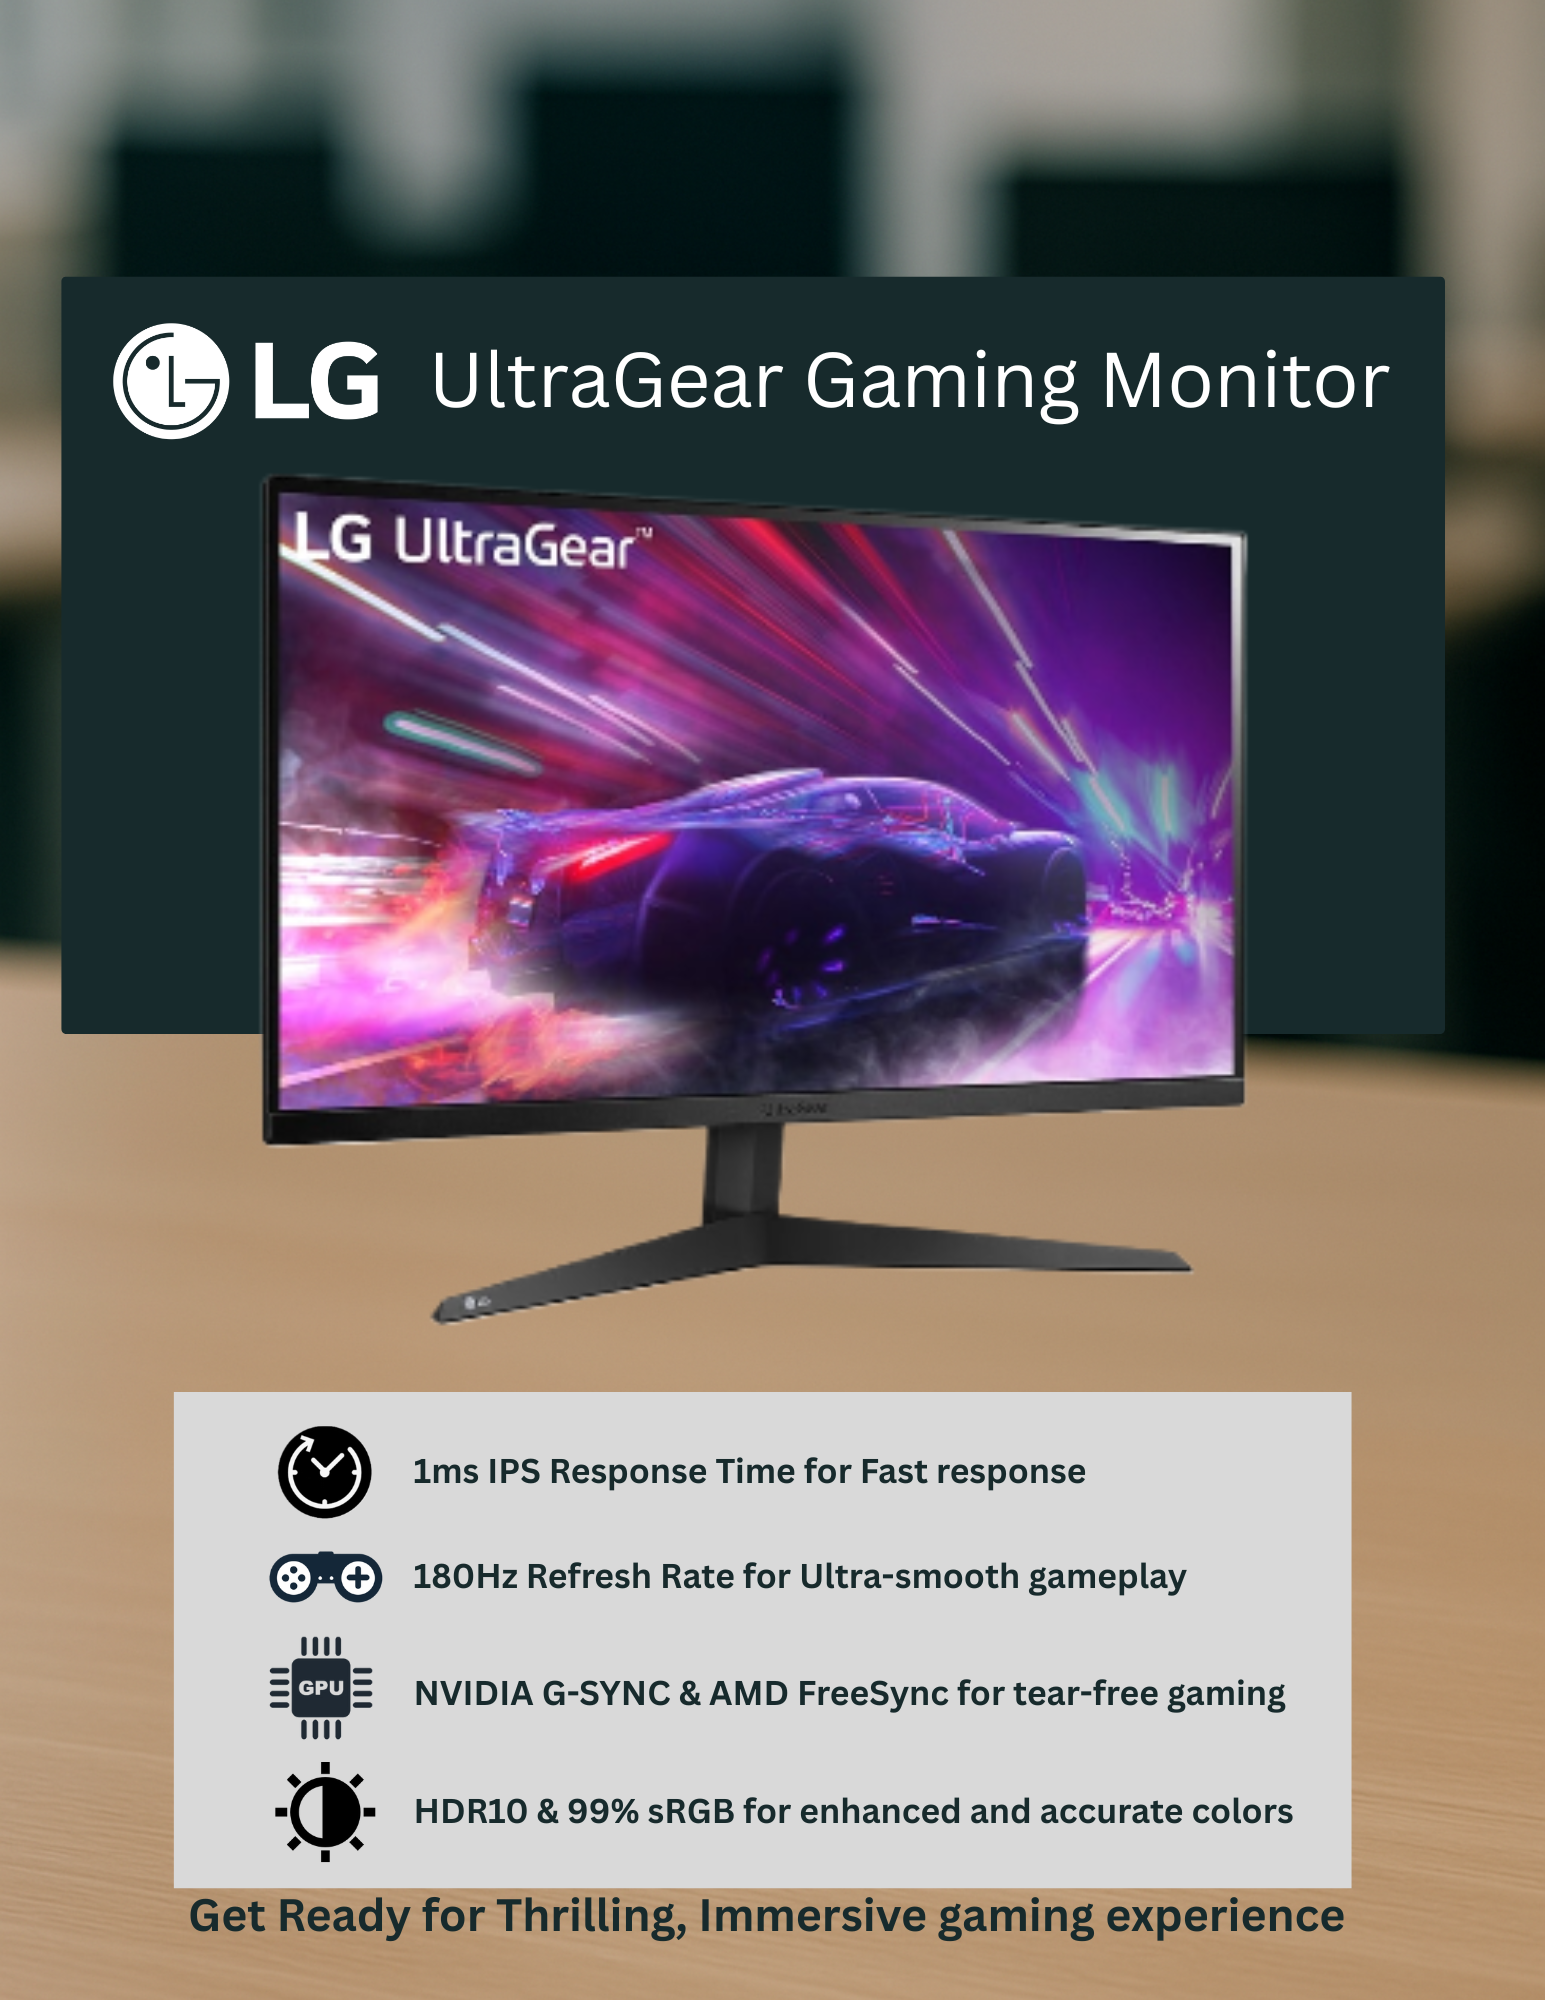 LG UltraGear Gaming Monitor
LG UltraGear™
1ms IPS Response Time for Fast response
180Hz Refresh Rate for Ultra-smooth gameplay
GPU
NVIDIA G-SYNC & AMD FreeSync for tear-free gaming
HDR10 & 99% sRGB for enhanced and accurate colors
Get Ready for Thrilling, Immersive gaming experience